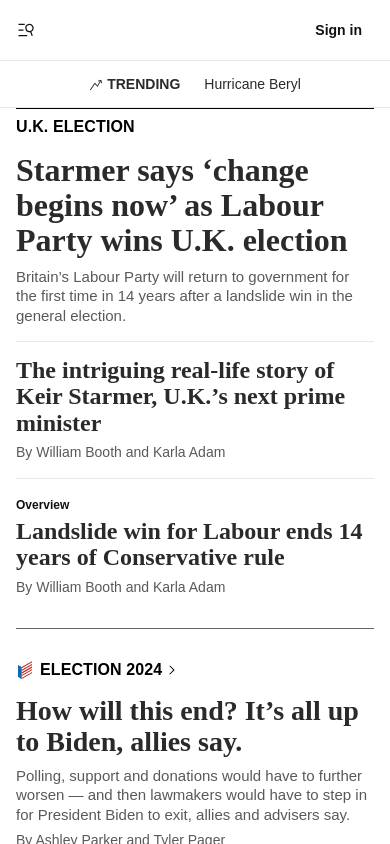 Sign in
TRENDING
Hurricane Beryl
U.K. ELECTION
Starmer says ‘change
begins now’ as Labour
Party wins U.K. election
Britain’s Labour Party will return to government for
the first time in 14 years after a landslide win in the
general election.
The intriguing real-life story of
Keir Starmer, U.K.’s next prime
minister
By William Booth and Karla Adam
Overview
Landslide win for Labour ends 14
years of Conservative rule
By William Booth and Karla Adam
ELECTION 2024
How will this end? It’s all up
to Biden, allies say.
Polling, support and donations would have to further
worsen — and then lawmakers would have to step in
for President Biden to exit, allies and advisers say.
By Ashley Parker and Tyler Pager